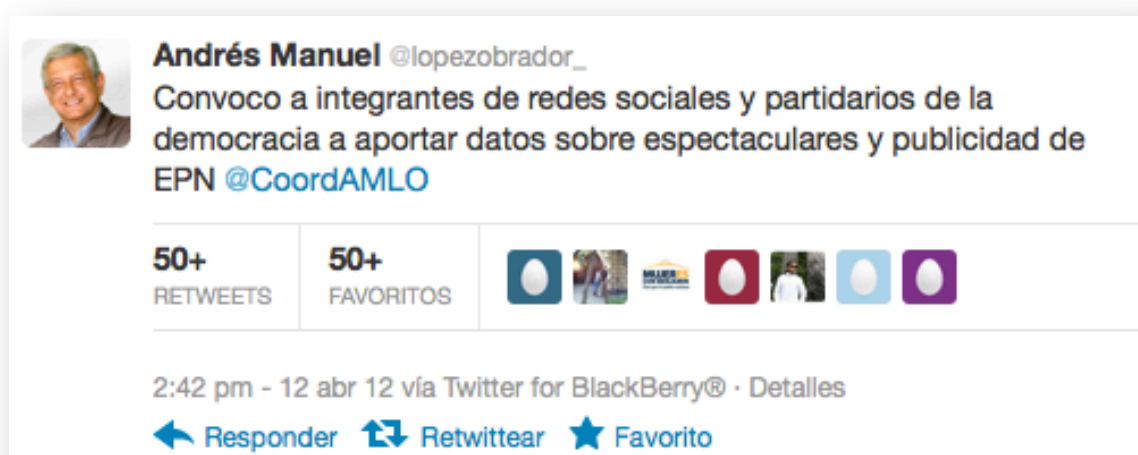 Andrés Manuel @lopezobrador_
Convoco a integrantes de redes sociales y partidarios de la
democracia a aportar datos sobre espectaculares y publicidad de
EPN @CoordAMLO
50+ 50+
RETWEETS FAVORITOS
2:42 pm - 12 abr 12 vía Twitter for BlackBerry® · Detalles
Responder Retwittear Favorito